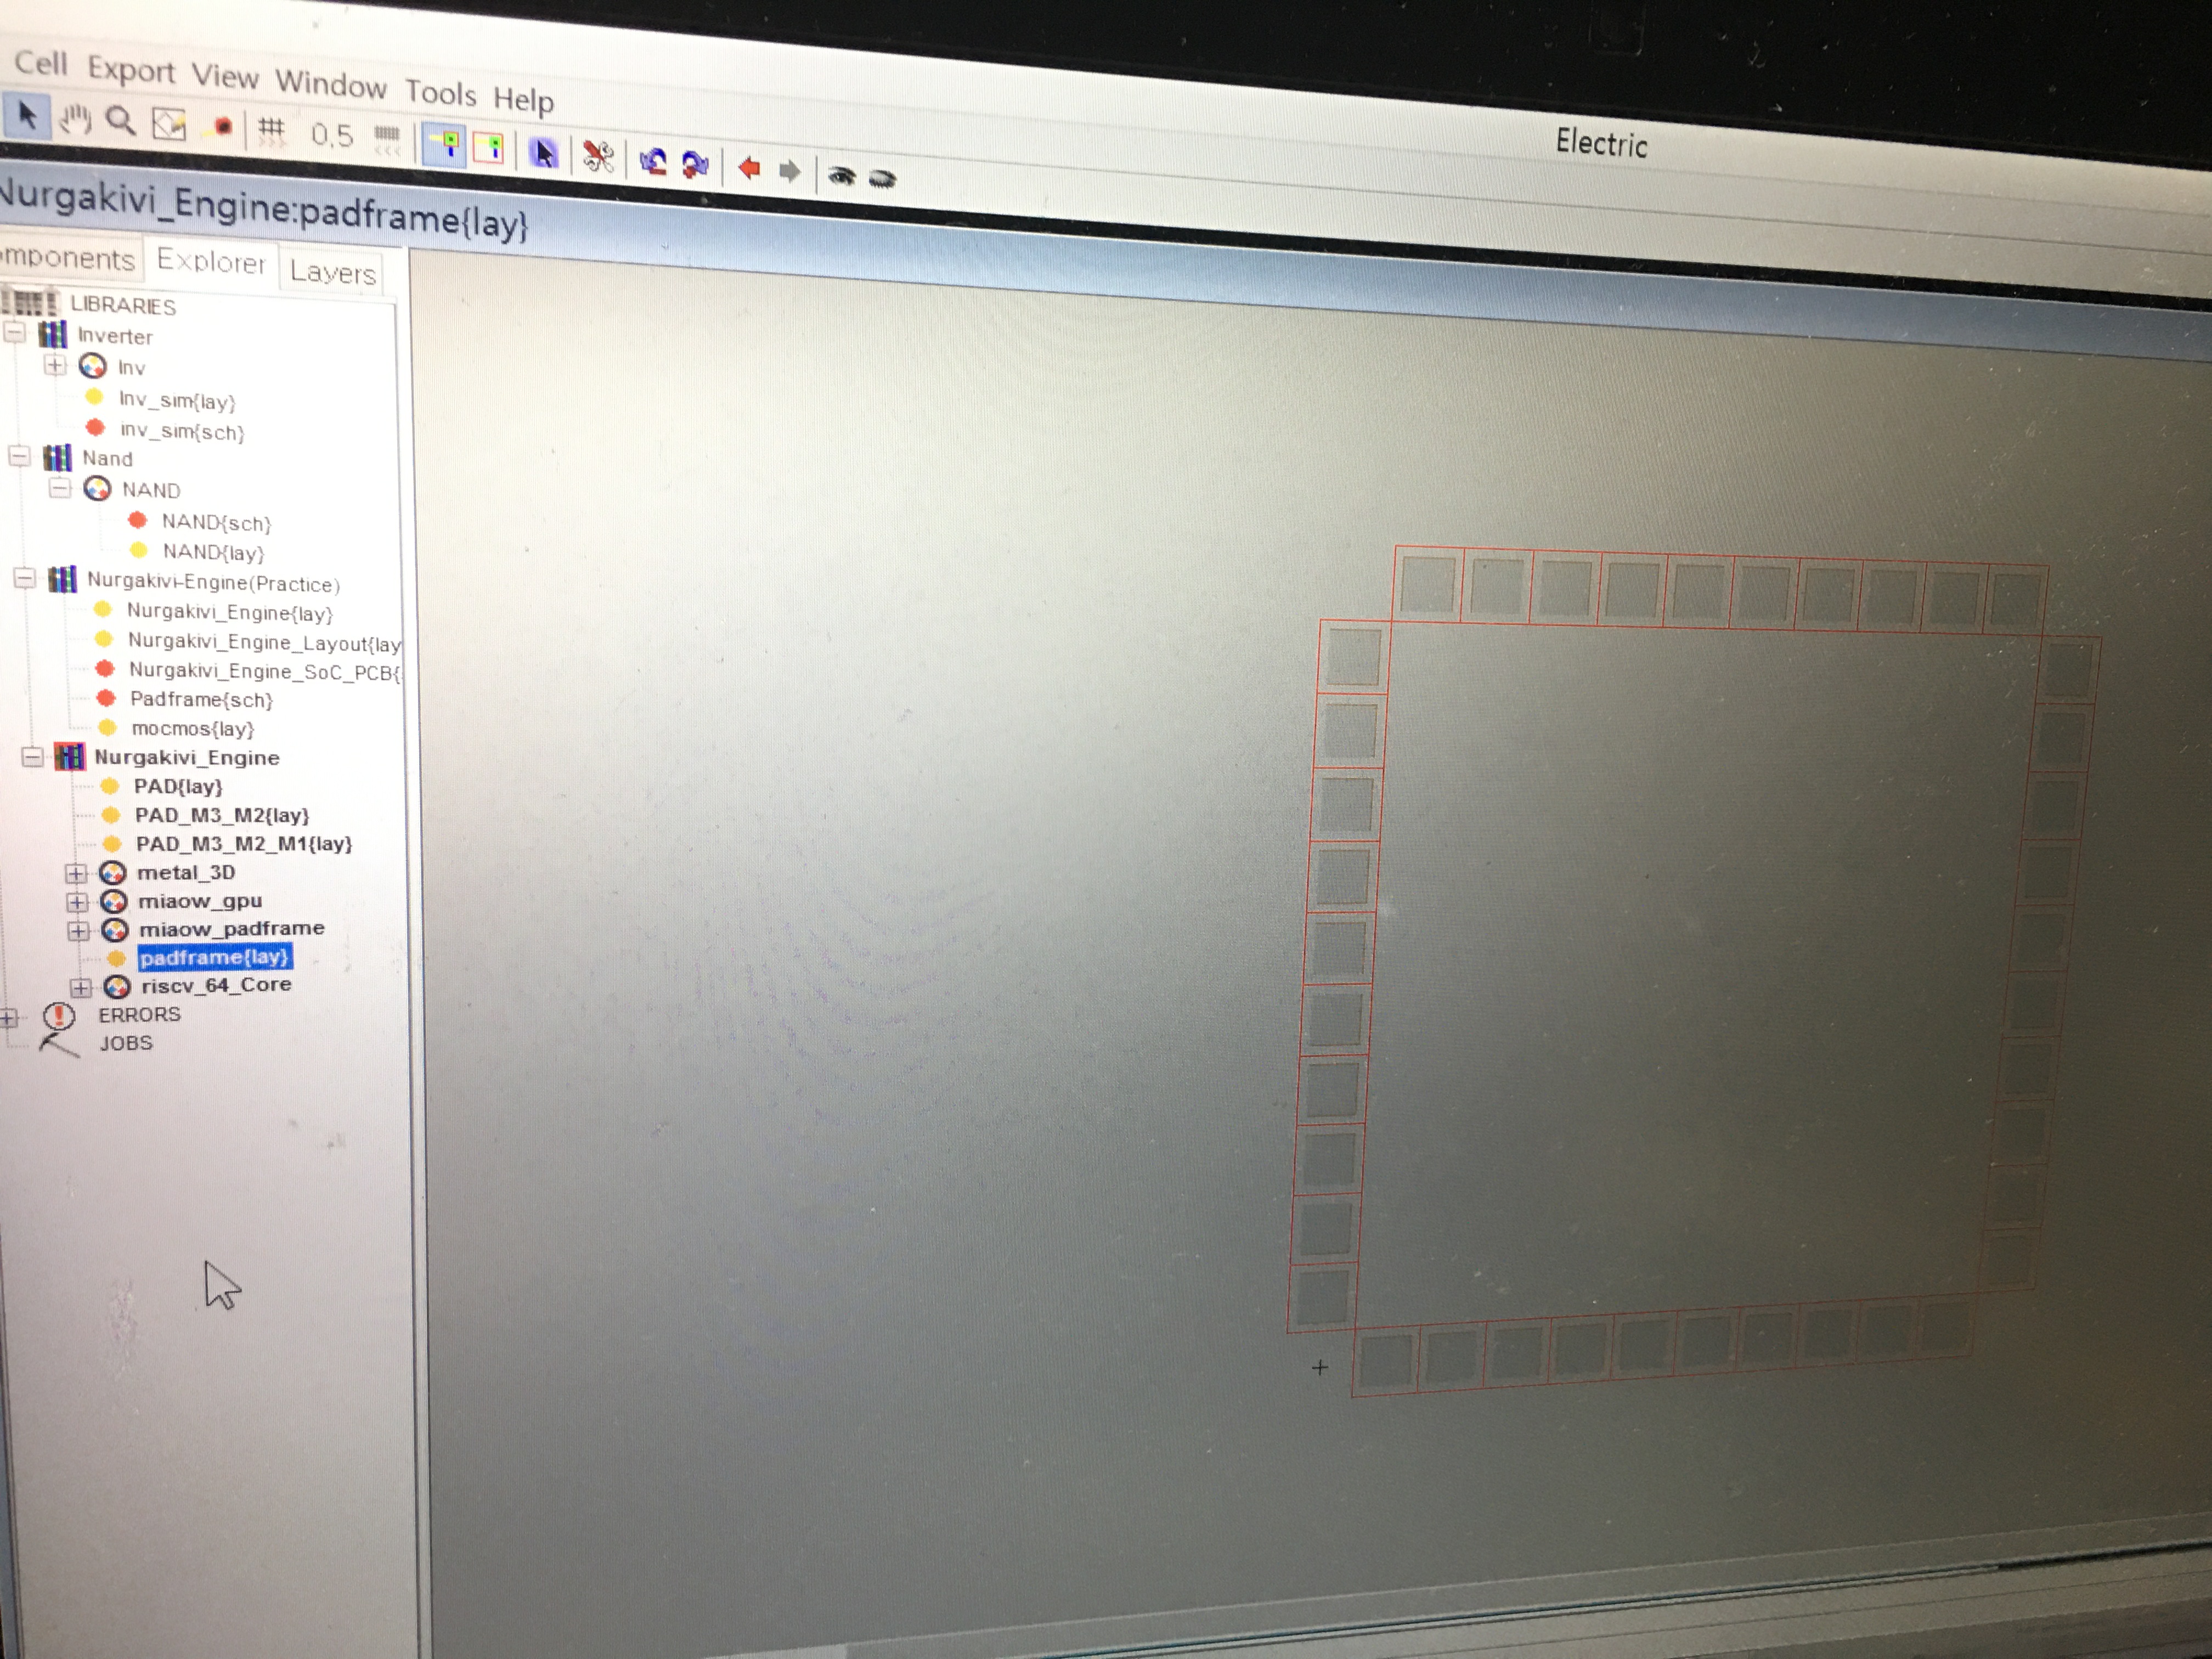 Cell Export View Window Tools Help
Electric
0.5
Nurgakivi_Engine:padframe{lay}
mponents Explorer Layers
LIBRARIES
Inverter
Inv
Inv_sim{lay}
inv_sim{sch}
Nand
NAND
NAND{sch}
NAND{lay}
Nurgakivi-Engine(Practice)
Nurgakivi_Engine{lay}
Nurgakivi_Engine_Layout{lay
Nurgakivi_Engine_SoC_PCB{
Padframe{sch}
mocmos{lay}
Nurgakivi_Engine
PAD{lay}
PAD_M3_M2{lay}
PAD_M3_M2_M1{lay}
metal_3D
miaow_gpu
miaow_padframe
padframe{lay}
riscv_64_Core
ERRORS
JOBS